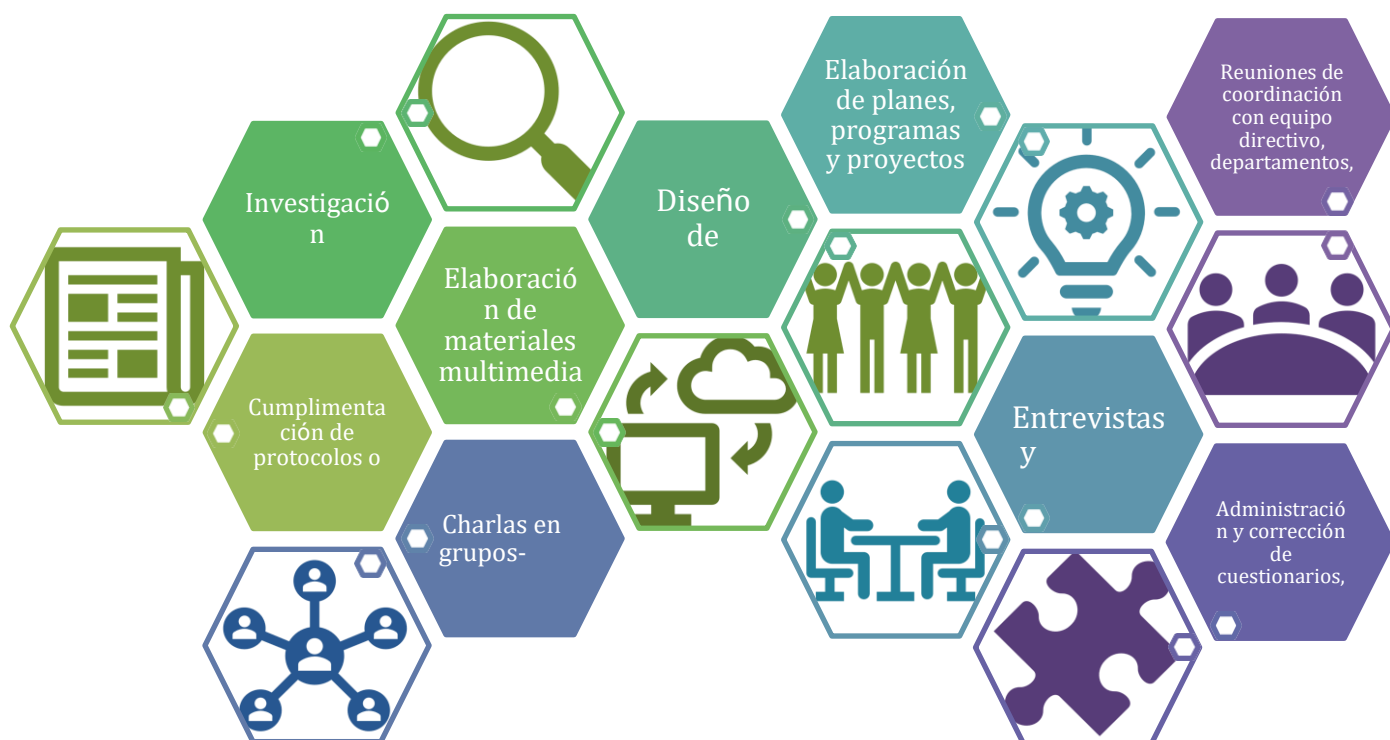 Investigació
n
Cumplimenta
ción de
protocolos o
Elaboració
n de
materiales
multimedia
Charlas en
grupos-
Diseño
de
Elaboración
de planes,
programas
y proyectos
Entrevistas
y
Reuniones de
coordinación
con equipo
directivo,
departamentos,
Administració
n y corrección
de
cuestionarios,